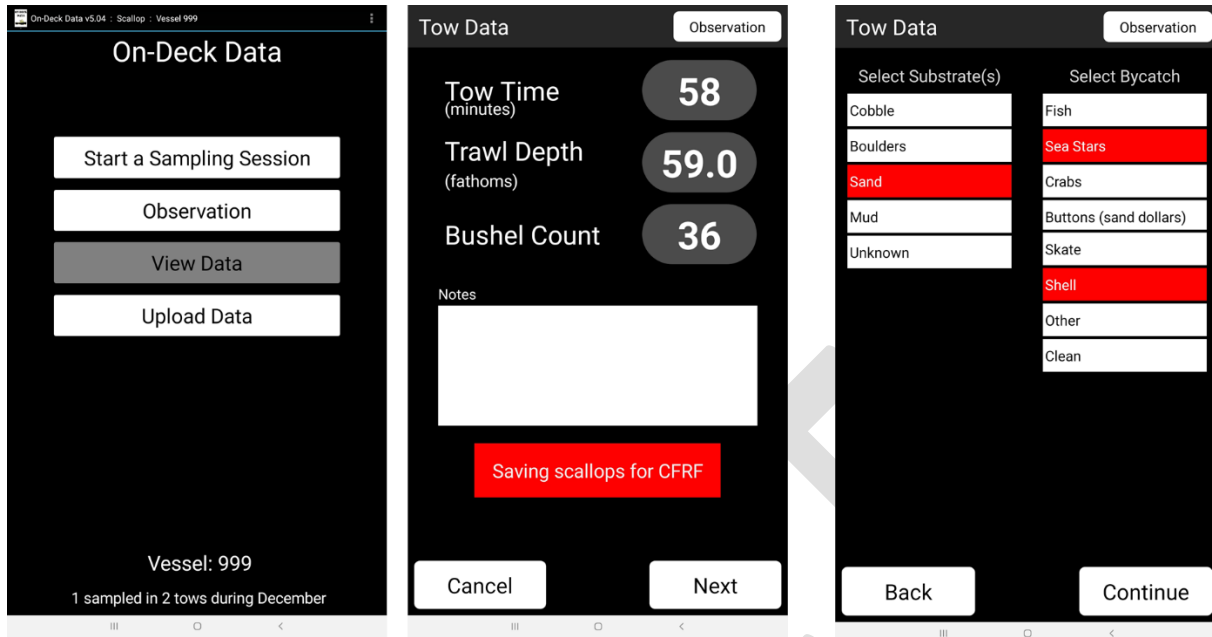 On-Deck Data v5.04 : Scallop : Vessel 999
On-Deck Data
Start a Sampling Session
Observation
View Data
Upload Data
Vessel: 999
1 sampled in 2 tows during December
Tow Data
Observation
Tow Time
(minutes)
58
Trawl Depth
(fathoms)
59.0
Bushel Count
36
Notes
Saving scallops for CFRF
Cancel
Next
Tow Data
Observation
Select Substrate(s)
Cobble
Boulders
Sand
Mud
Unknown
Select Bycatch
Fish
Sea Stars
Crabs
Buttons (sand dollars)
Skate
Shell
Other
Clean
Back
Continue